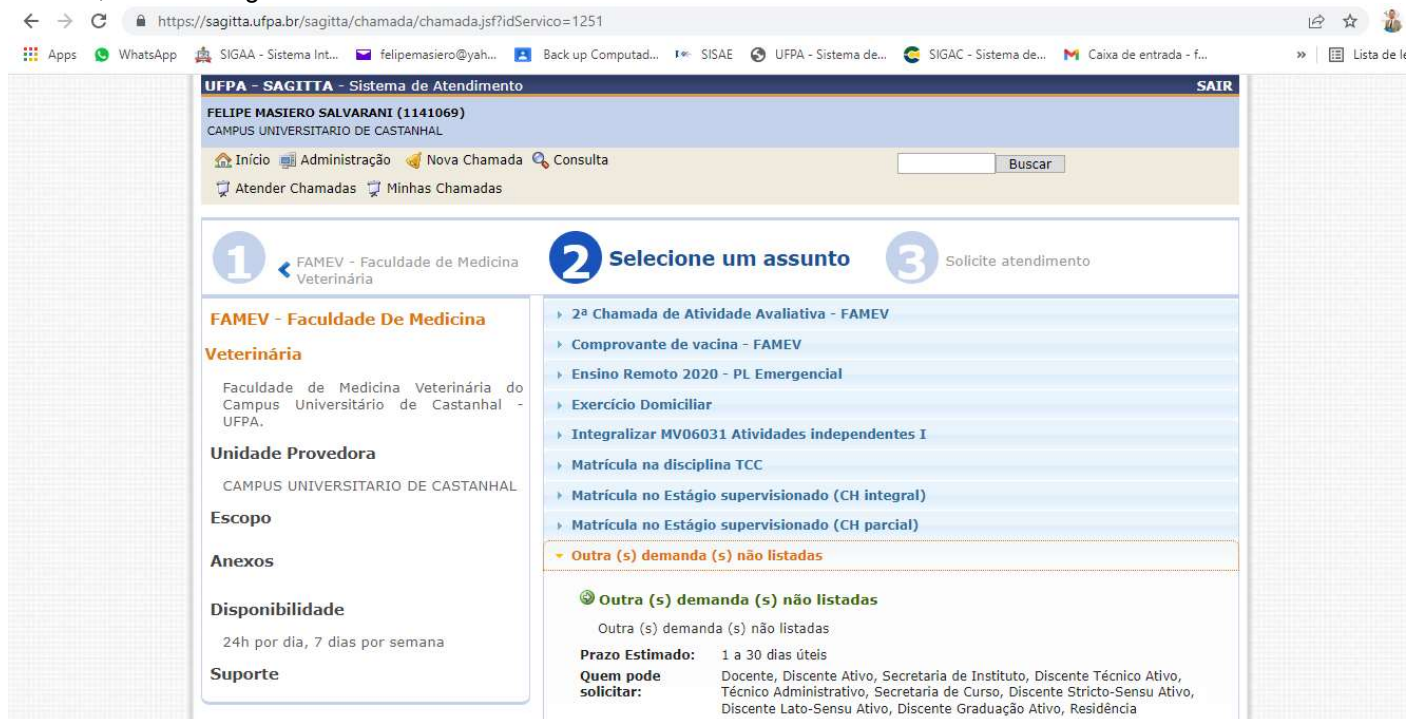 https://sagitta.ufpa.br/sagitta/chamada/chamada.jsf?idServico=1251
Apps WhatsApp SIGAA - Sistema Int... felipemasiero@yah... Back up Computad... SISAE UFPA - Sistema de... SIGAC - Sistema de... Caixa de entrada - f... » Lista de le
UFPA - SAGITTA - Sistema de Atendimento SAIR
FELIPE MASIERO SALVARANI (1141069)
CAMPUS UNIVERSITARIO DE CASTANHAL
Início Administração Nova Chamada Consulta Buscar
Atender Chamadas Minhas Chamadas
1 FAMEV - Faculdade de Medicina
Veterinária
2 Selecione um assunto
3 Solicite atendimento
FAMEV - Faculdade De Medicina
Veterinária
Faculdade de Medicina Veterinária do
Campus Universitário de Castanhal -
UFPA.
Unidade Provedora
CAMPUS UNIVERSITARIO DE CASTANHAL
Escopo
Anexos
Disponibilidade
24h por dia, 7 dias por semana
Suporte
2ª Chamada de Atividade Avaliativa - FAMEV
Comprovante de vacina - FAMEV
Ensino Remoto 2020 - PL Emergencial
Exercício Domiciliar
Integralizar MV06031 Atividades independentes I
Matrícula na disciplina TCC
Matrícula no Estágio supervisionado (CH integral)
Matrícula no Estágio supervisionado (CH parcial)
Outra (s) demanda (s) não listadas
Outra (s) demanda (s) não listadas
Outra (s) demanda (s) não listadas
Prazo Estimado: 1 a 30 dias úteis
Quem pode Docente, Discente Ativo, Secretaria de Instituto, Discente Técnico Ativo,
solicitar: Técnico Administrativo, Secretaria de Curso, Discente Stricto-Sensu Ativo,
Discente Lato-Sensu Ativo, Discente Graduação Ativo, Residência